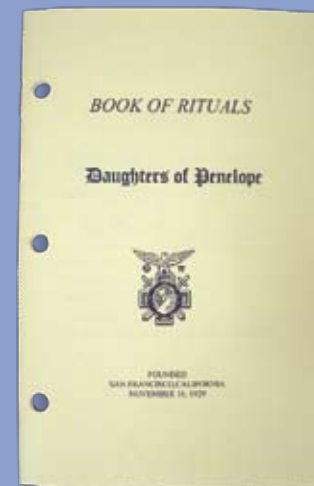 BOOK OF RITUALS
Daughters of Penelope
FOUNDED
SAN FRANCISCO, CALIFORNIA
NOVEMBER 16, 1929